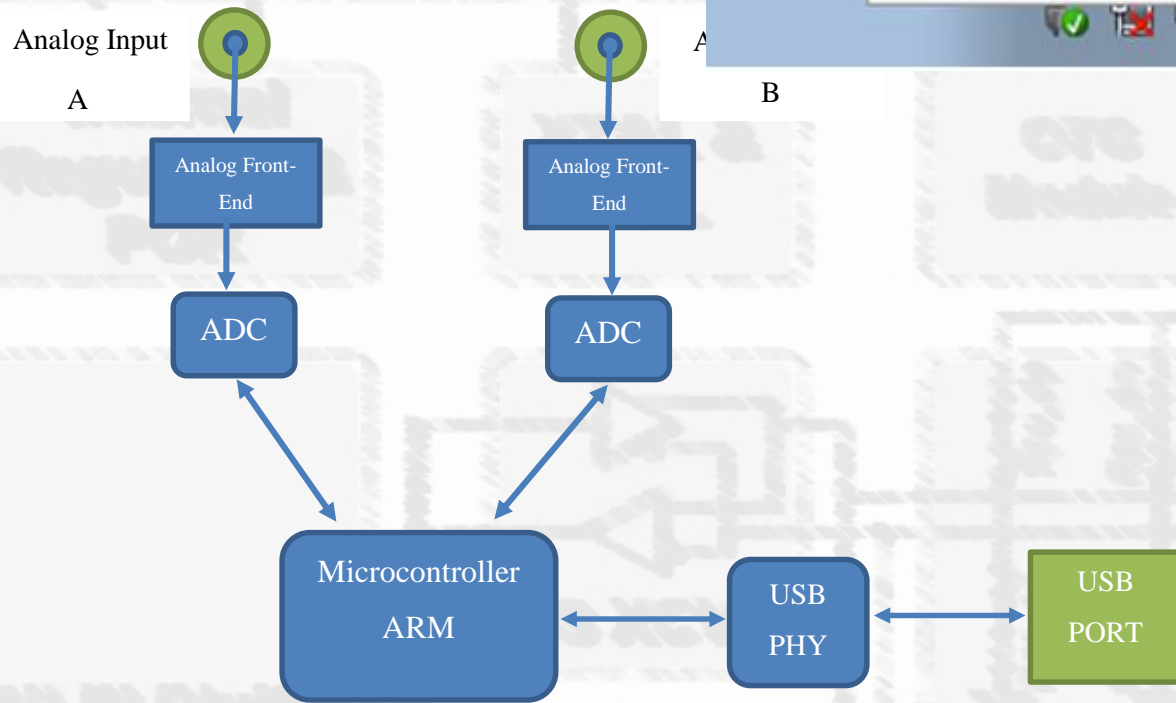 Analog Input
A
B
Analog Front-
End
Analog Front-
End
ADC
ADC
Microcontroller
ARM
USB
PHY
USB
PORT